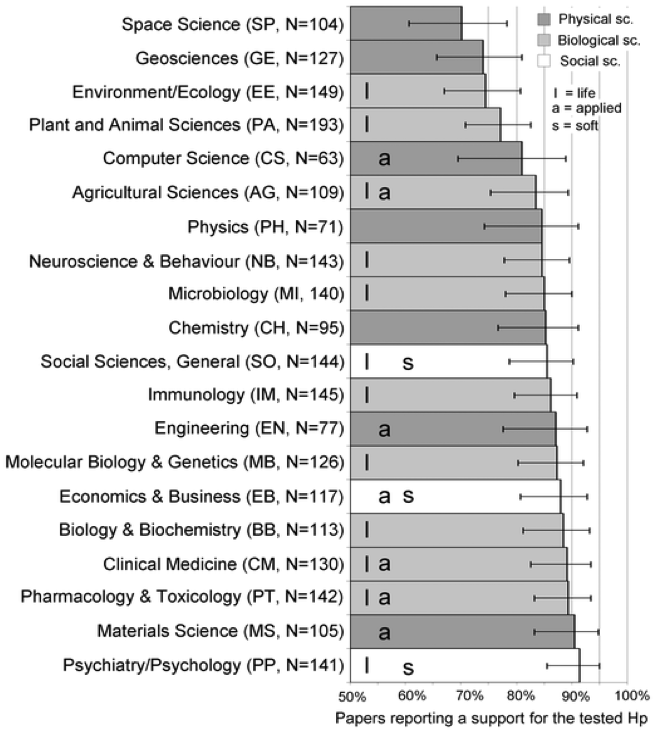 Space Science (SP, N=104)
Physical sc.
Geosciences (GE, N=127)
Biological sc.
Social sc.
Environment/Ecology (EE, N=149) l
l = life
a = applied
s = soft
Plant and Animal Sciences (PA, N=193) l
Computer Science (CS, N=63) a
Agricultural Sciences (AG, N=109) l a
Physics (PH, N=71)
Neuroscience & Behaviour (NB, N=143) l
Microbiology (MI, 140) l
Chemistry (CH, N=95)
Social Sciences, General (SO, N=144) l s
Immunology (IM, N=145) l
Engineering (EN, N=77) a
Molecular Biology & Genetics (MB, N=126) l
Economics & Business (EB, N=117) a s
Biology & Biochemistry (BB, N=113) l
Clinical Medicine (CM, N=130) l a
Pharmacology & Toxicology (PT, N=142) l a
Materials Science (MS, N=105) a
Psychiatry/Psychology (PP, N=141) l s
50% 70% 80% 90% 100%
Papers reporting a support for the tested Hp